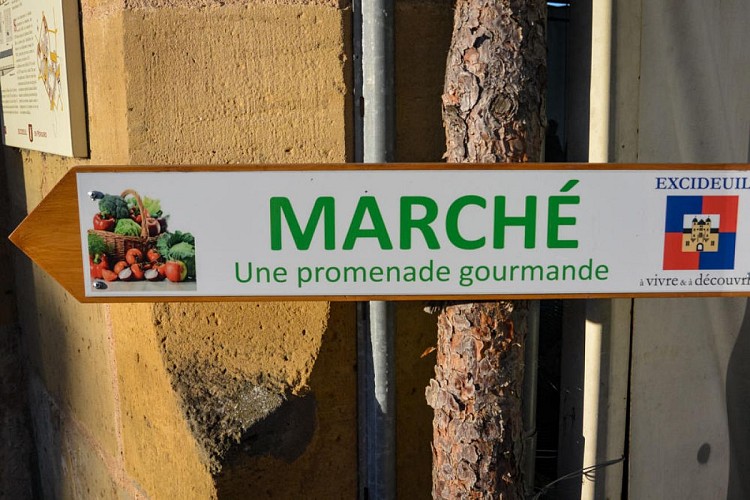 MARCHÉ
Une promenade gourmande
EXCIDEUIL
à vivre & à découvr